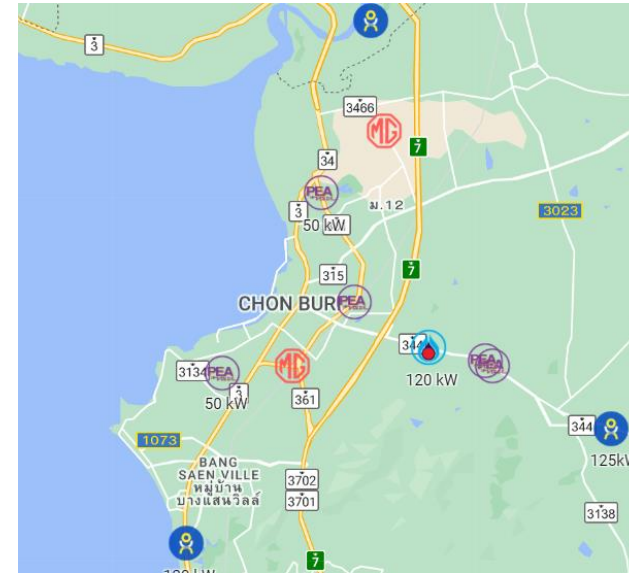 3
3466
MG
7
34
PEA
3
ม.12
3023
50 kW
315
7
CHON BURI
PEA
344
MG
PEA
PEA
3134
PEA
120 kW
50 kW
3
361
344
1073
125kW
BANG
SAEN VILLE
หมู่บ้าน
บางแสนวิลล์
3702
3701
3138
7